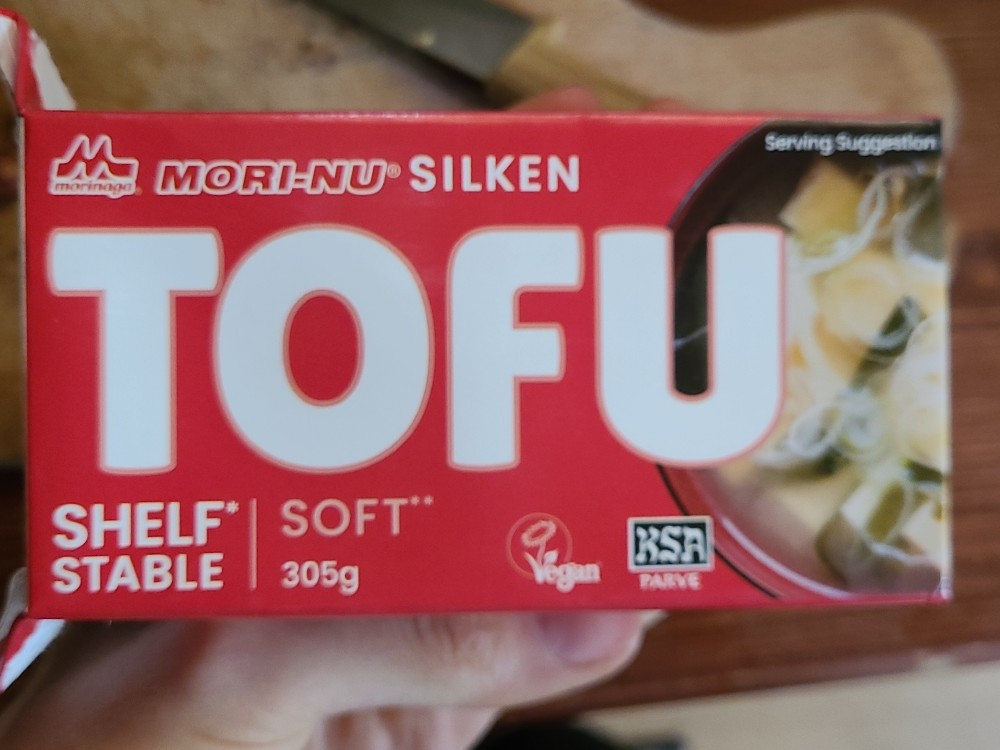 Serving Suggestion
morinaga
MORI-NU® SILKEN
TOFU
SHELF*
STABLE
SOFT**
305g
Vegan
KSA
PARVE